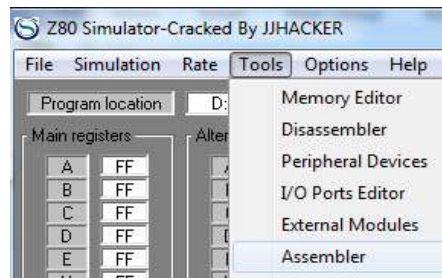 Z80 Simulator-Cracked By JJHACKER
File Simulation Rate Tools Options Help
Program location D:
Memory Editor
Main registers Alter
Disassembler
A FF
Peripheral Devices
B FF
I/O Ports Editor
C FF
External Modules
D FF
E FF
Assembler